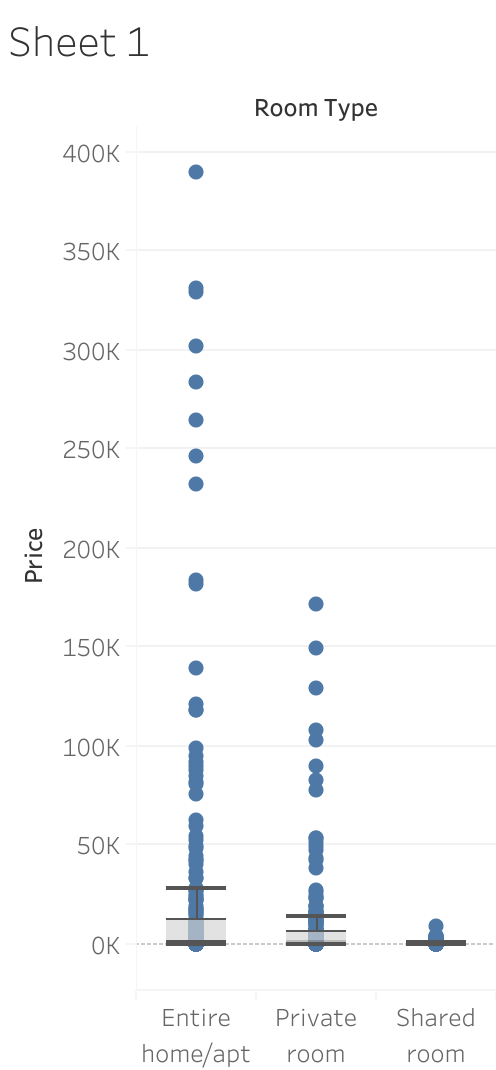 Sheet 1
Room Type
400K
350K
300K
250K
200K
150K
100K
50K
0K
Price
Entire
home/apt
Private
room
Shared
room